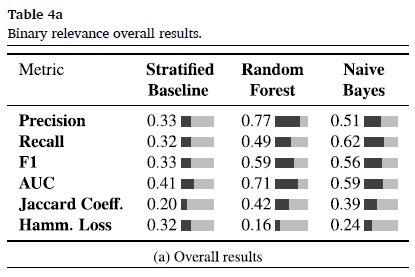 Table 4a
Binary relevance overall results.
Metric Stratified Baseline Random Forest Naive Bayes
Precision 0.33 0.77 0.51
Recall 0.32 0.49 0.62
F1 0.33 0.59 0.56
AUC 0.41 0.71 0.59
Jaccard Coeff. 0.20 0.42 0.39
Hamm. Loss 0.32 0.16 0.24
(a) Overall results